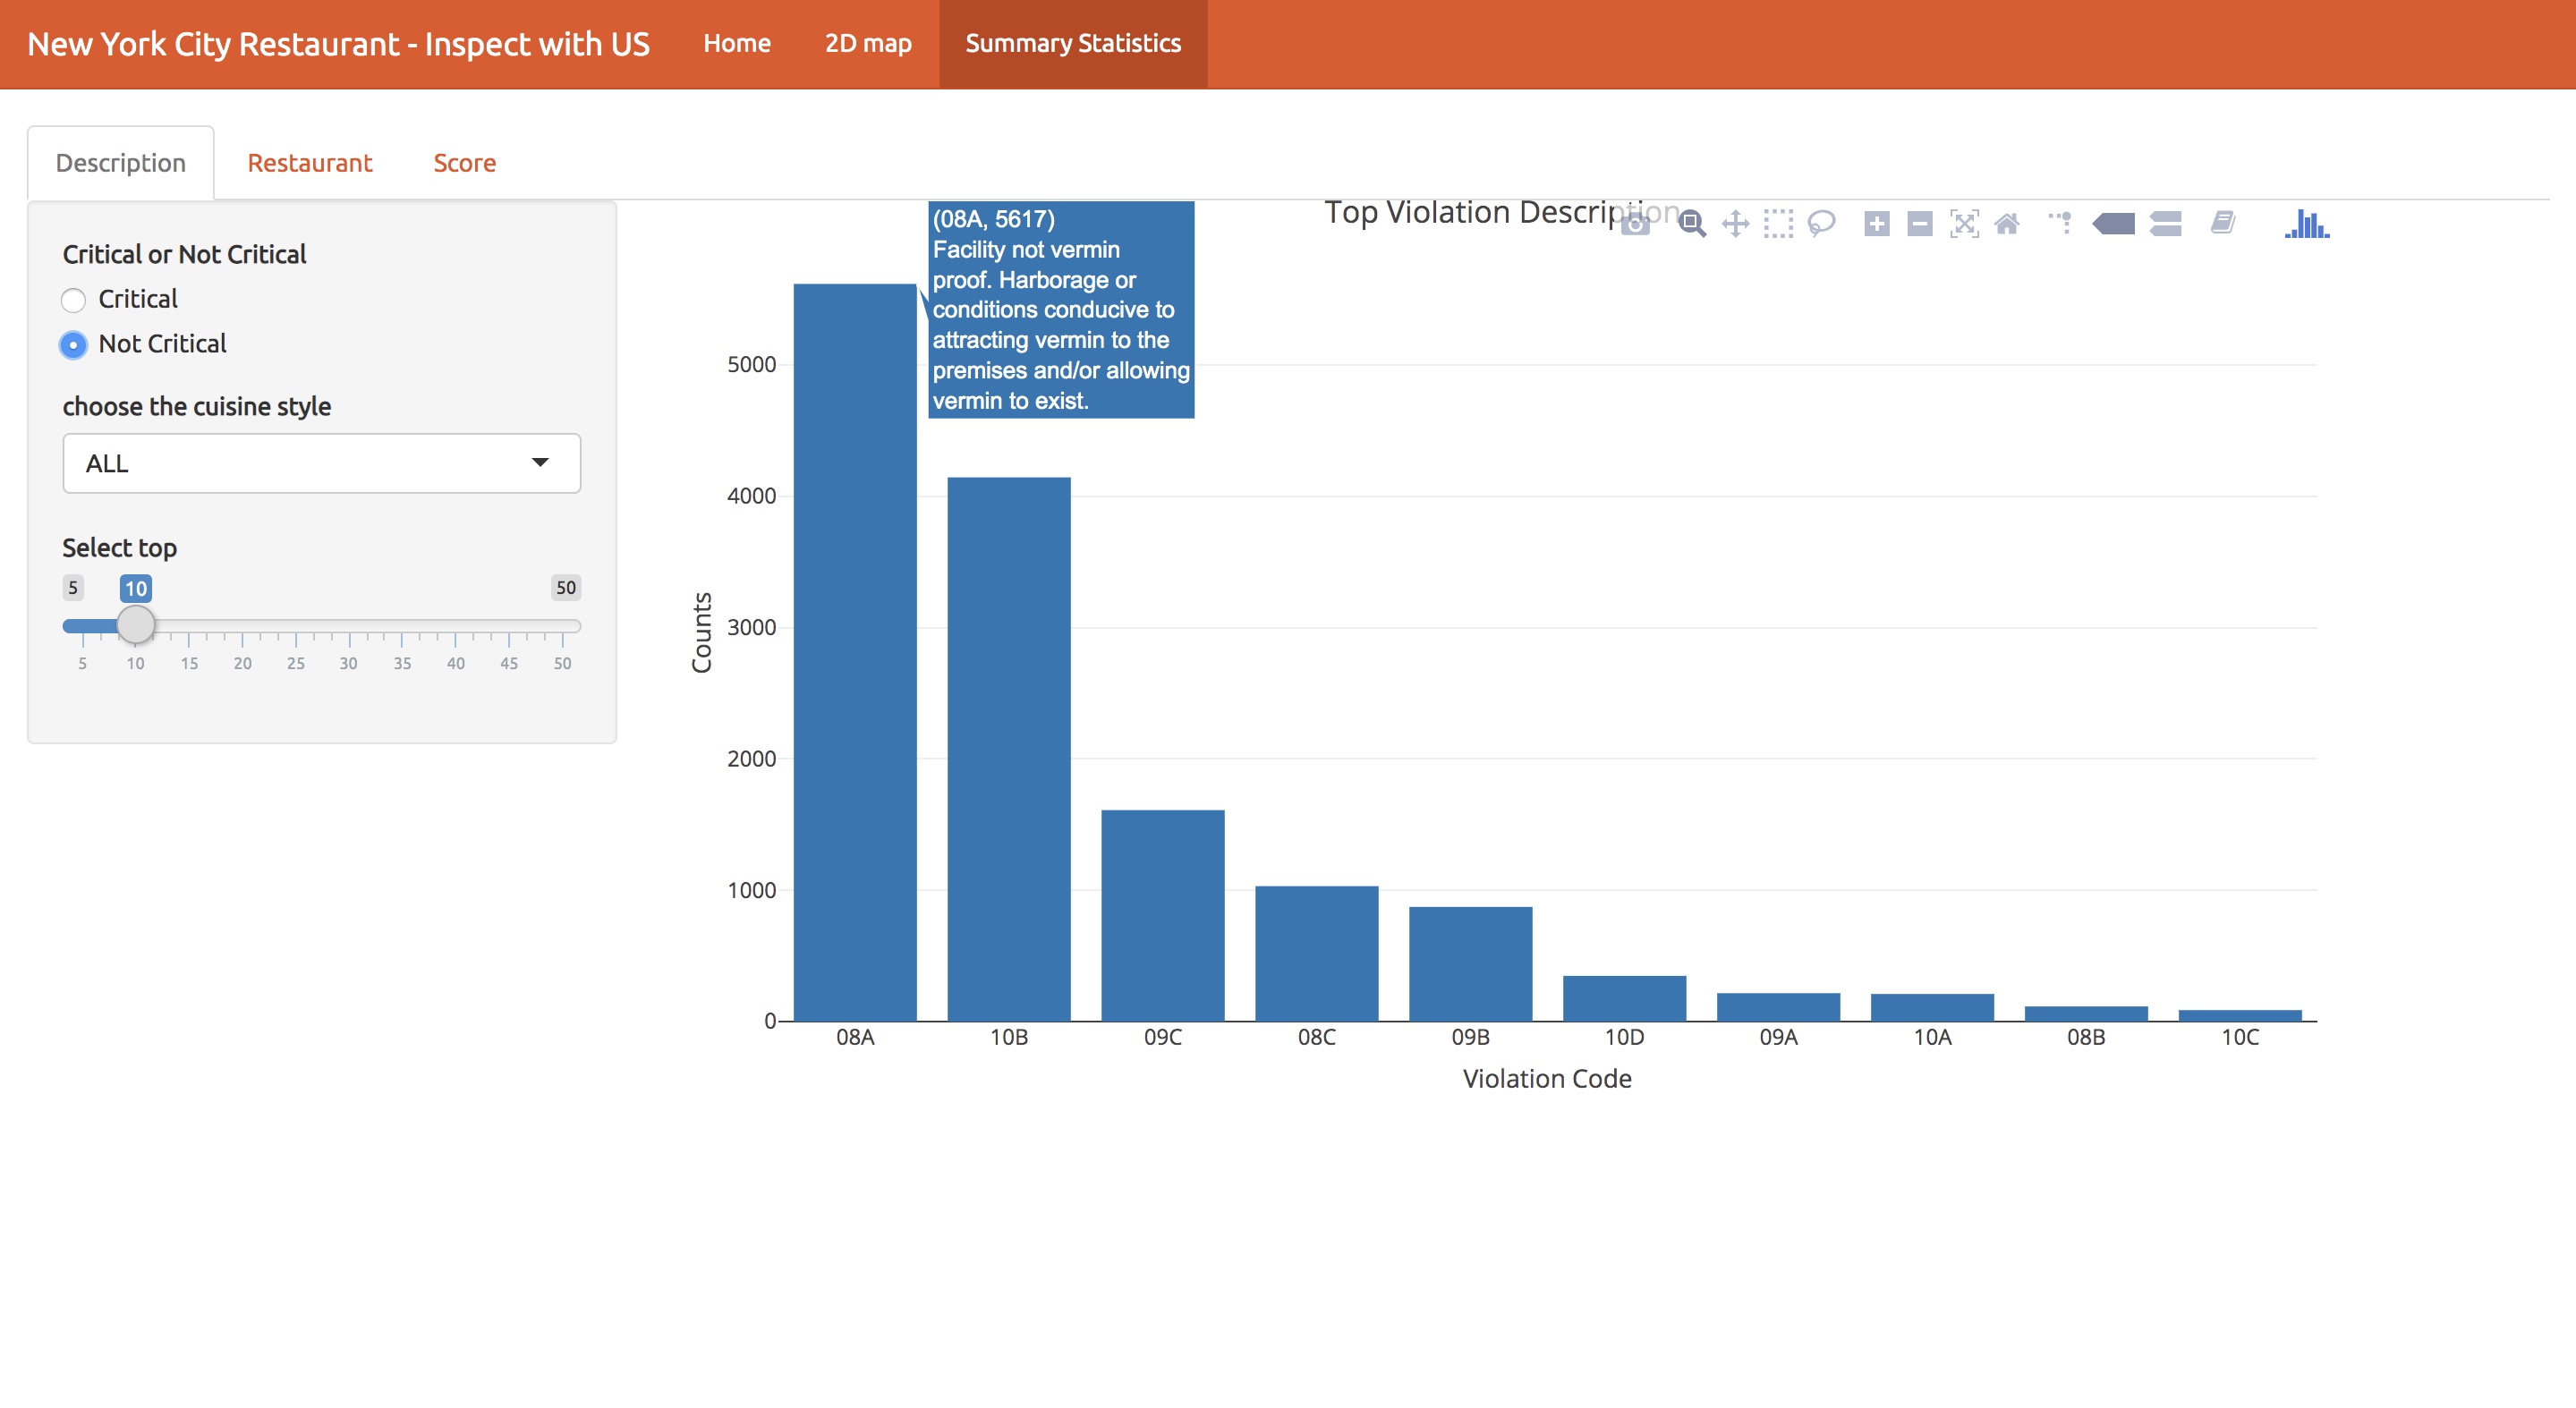 New York City Restaurant - Inspect with US
Home
2D map
Summary Statistics
Description
Restaurant
Score
Critical or Not Critical
Critical
Not Critical
choose the cuisine style
ALL
Select top
5
10
50
5 10 15 20 25 30 35 40 45 50
Top Violation Description
(08A, 5617)
Facility not vermin
proof. Harborage or
conditions conducive to
attracting vermin to the
premises and/or allowing
vermin to exist.
Counts
5000
4000
3000
2000
1000
0
08A 10B 09C 08C 09B 10D 09A 10A 08B 10C
Violation Code